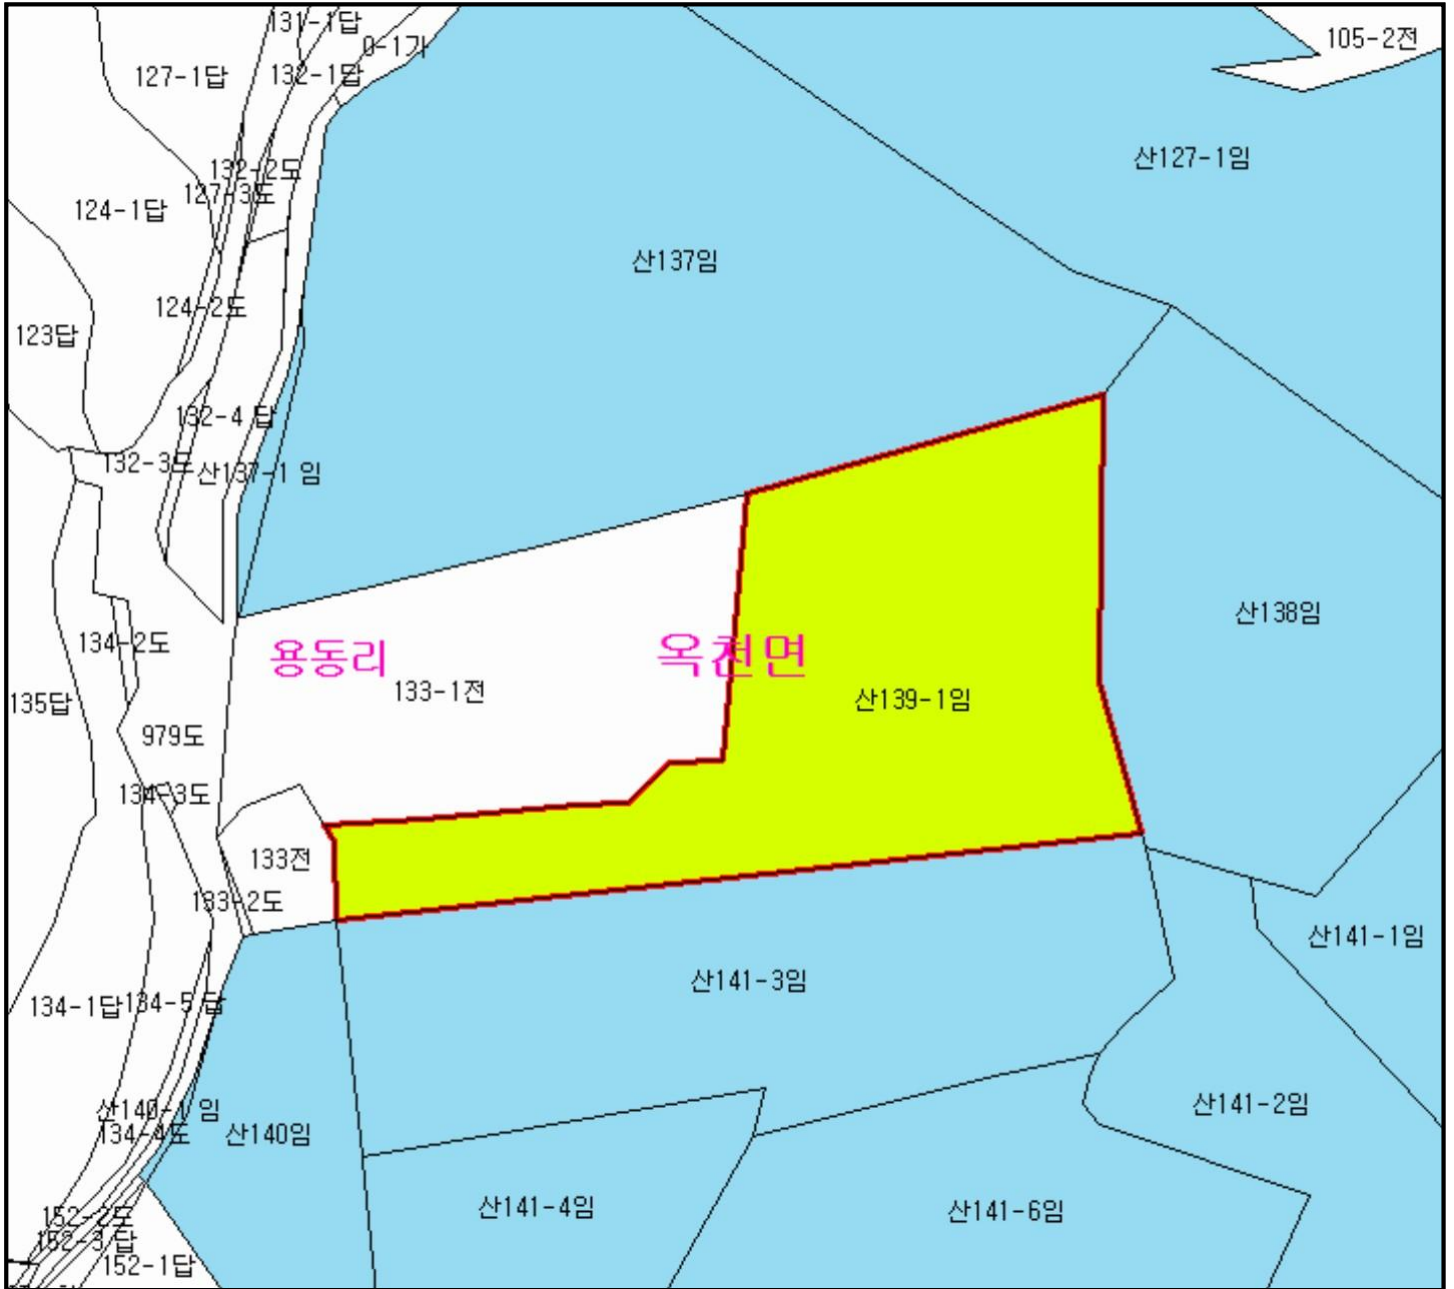 131-1답
0-1가
105-2전
127-1답
132-1답
산127-1임
132-2도
127-3도
124-1답
산137임
124-2도
123답
132-4 답
132-3도
산137-1 임
산138임
134-2도
용동리
옥천면
133-1전
산139-1임
135답
979도
134-3도
133전
133-2도
산141-1임
산141-3임
134-1답
134-5 답
산141-2임
산140-1 임
134-4도
산140임
산141-4임
산141-6임
152-2도
152-3 답
152-1답